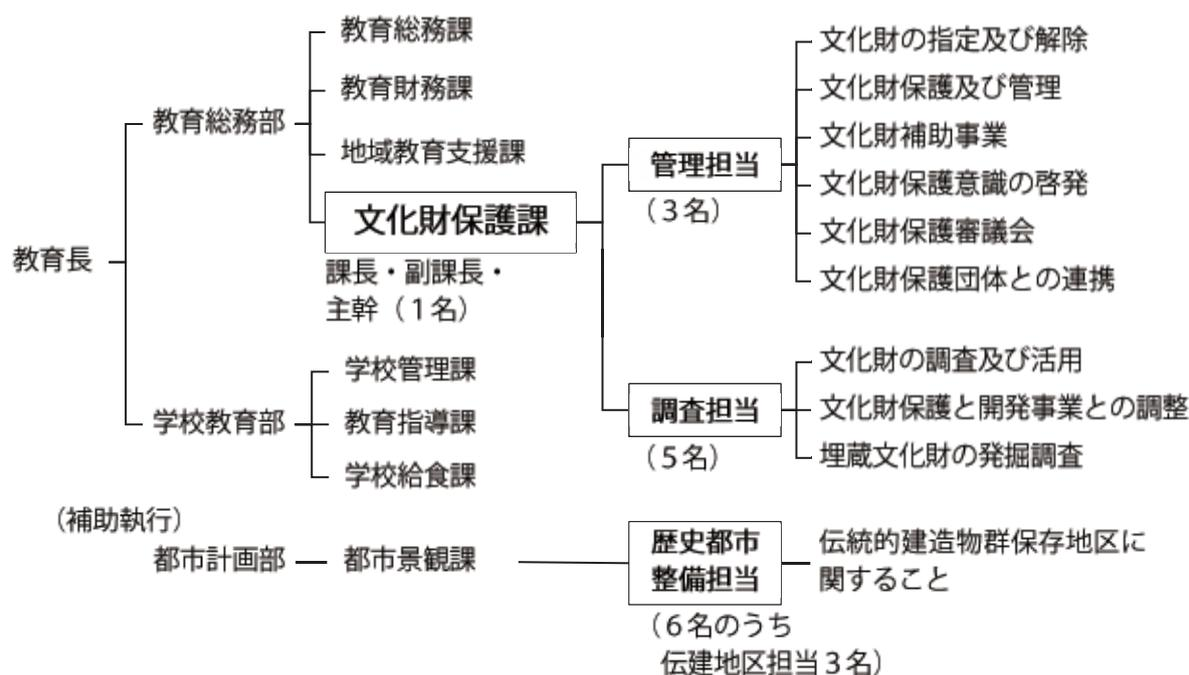 教育長
教育総務部
教育総務課
教育財務課
地域教育支援課
文化財保護課
課長・副課長・
主幹（１名）
管理担当
（３名）
文化財の指定及び解除
文化財保護及び管理
文化財補助事業
文化財保護意識の啓発
文化財保護審議会
文化財保護団体との連携
調査担当
（５名）
文化財の調査及び活用
文化財保護と開発事業との調整
埋蔵文化財の発掘調査
学校教育部
学校管理課
教育指導課
学校給食課
（補助執行）
都市計画部
都市景観課
歴史都市
整備担当
（６名のうち
伝建地区担当３名）
伝統的建造物群保存地区に
関すること